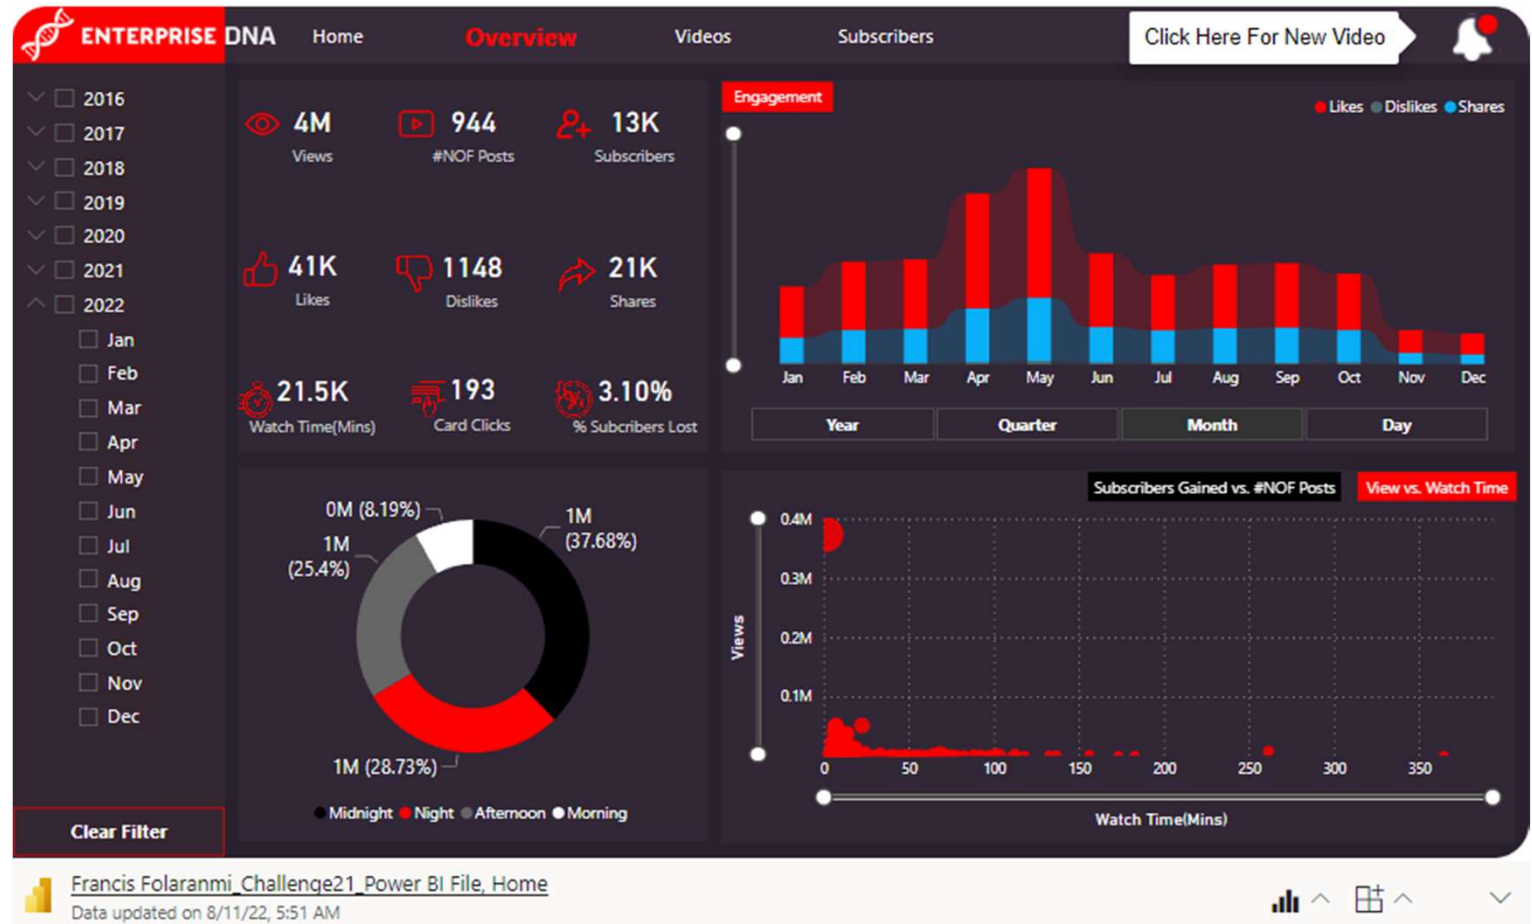 ENTERPRISE DNA
Home
Overview
Videos
Subscribers
Click Here For New Video
2016
2017
2018
2019
2020
2021
2022
Jan
Feb
Mar
Apr
May
Jun
Jul
Aug
Sep
Oct
Nov
Dec
Clear Filter
4M
Views
944
#NOF Posts
13K
Subscribers
41K
Likes
1148
Dislikes
21K
Shares
21.5K
Watch Time(Mins)
193
Card Clicks
3.10%
% Subcribers Lost
Engagement
Likes Dislikes Shares
Jan Feb Mar Apr May Jun Jul Aug Sep Oct Nov Dec
Year Quarter Month Day
0M (8.19%)
1M
(37.68%)
1M
(25.4%)
1M (28.73%)
Midnight Night Afternoon Morning
Subscribers Gained vs. #NOF Posts
View vs. Watch Time
0.4M
0.3M
0.2M
0.1M
Views
0 50 100 150 200 250 300 350
Watch Time(Mins)
Francis Folaranmi_Challenge21_Power BI File, Home
Data updated on 8/11/22, 5:51 AM